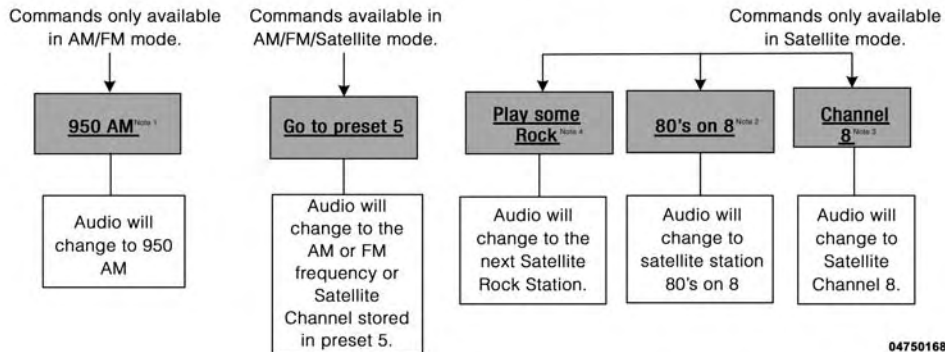 Commands only available
in AM/FM mode.
Commands available in
AM/FM/Satellite mode.
Commands only available
in Satellite mode.
950 AM Note 1
Go to preset 5
Play some
Rock Note 4
80's on 8 Note 2
Channel
8 Note 3
Audio will
change to 950
AM
Audio will
change to the
AM or FM
frequency or
Satellite
Channel stored
in preset 5.
Audio will
change to the
next Satellite
Rock Station.
Audio will
change to
satellite station
80's on 8
Audio will
change to
Satellite
Channel 8.
04750168